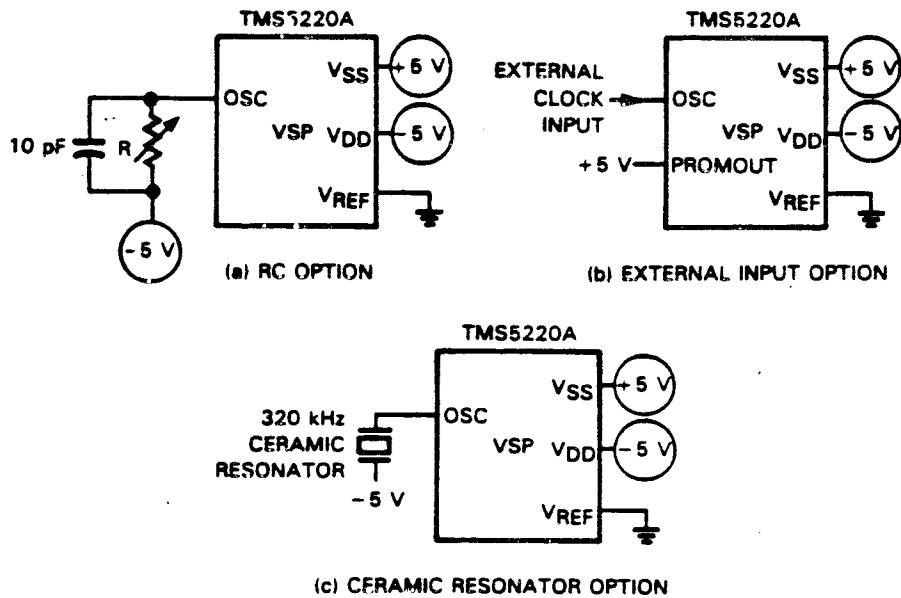 TMS5220A
VSS
+5 V
OSC
VSP
VDD
-5 V
10 pF
R
VREF
-5 V
(a) RC OPTION
TMS5220A
EXTERNAL
CLOCK
INPUT
VSS
+5 V
OSC
VSP
VDD
-5 V
+5 V
PROMOUT
VREF
(b) EXTERNAL INPUT OPTION
TMS5220A
VSS
+5 V
320 kHz
CERAMIC
RESONATOR
OSC
VSP
VDD
-5 V
-5 V
VREF
(c) CERAMIC RESONATOR OPTION